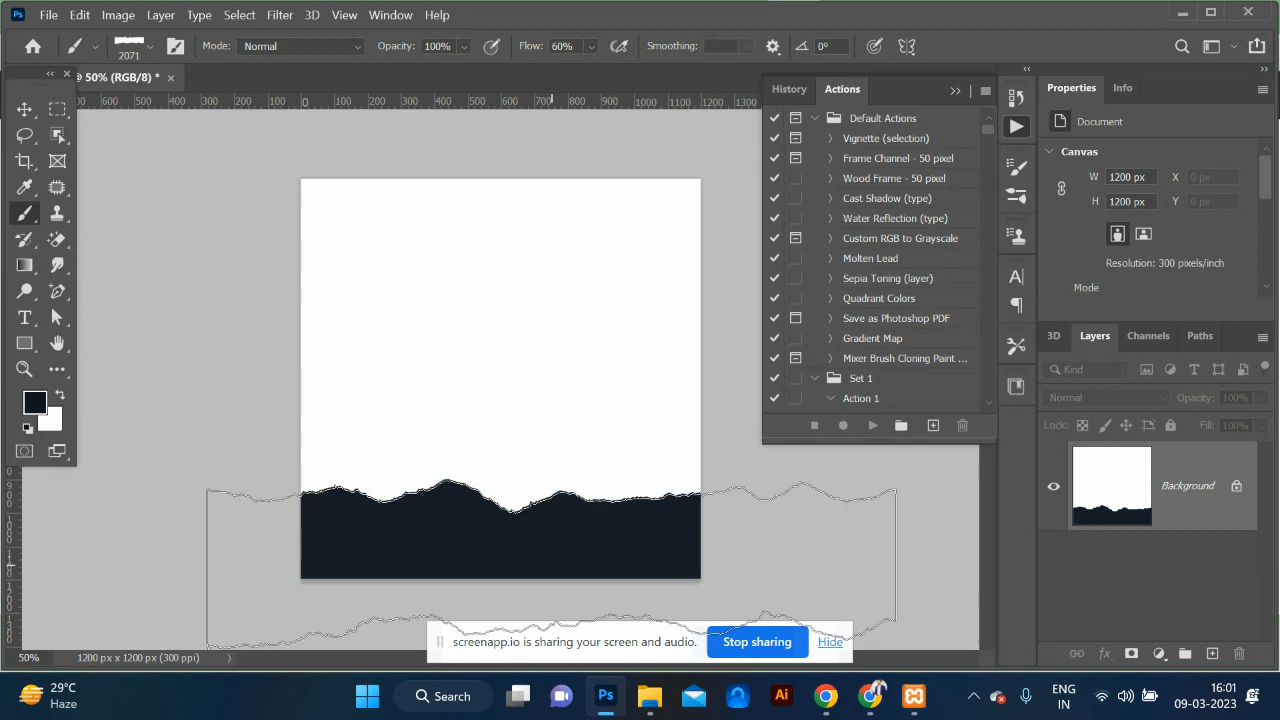 Ps File Edit Image Layer Type Select Filter 3D View Window Help
2071 Mode: Normal Opacity: 100% Flow: 60% Smoothing: 0°
@ 50% (RGB/8) *
300 200 100 0 100 200 300 400 500 600 700 800 900 1000 1100 1200 1300
History Actions
Default Actions
Vignette (selection)
Frame Channel - 50 pixel
Wood Frame - 50 pixel
Cast Shadow (type)
Water Reflection (type)
Custom RGB to Grayscale
Molten Lead
Sepia Toning (layer)
Quadrant Colors
Save as Photoshop PDF
Gradient Map
Mixer Brush Cloning Paint ...
Set 1
Action 1
Properties Info
Document
Canvas
W 1200 px X 0 px
H 1200 px Y 0 px
Resolution: 300 pixels/inch
Mode
3D Layers Channels Paths
Kind
Normal Opacity: 100%
Lock: Fill: 100%
Background
screenapp.io is sharing your screen and audio. Stop sharing Hide
50% 1200 px x 1200 px (300 ppi)
29°C
Haze
Search
Ps
Ai
ENG
IN
16:01
09-03-2023